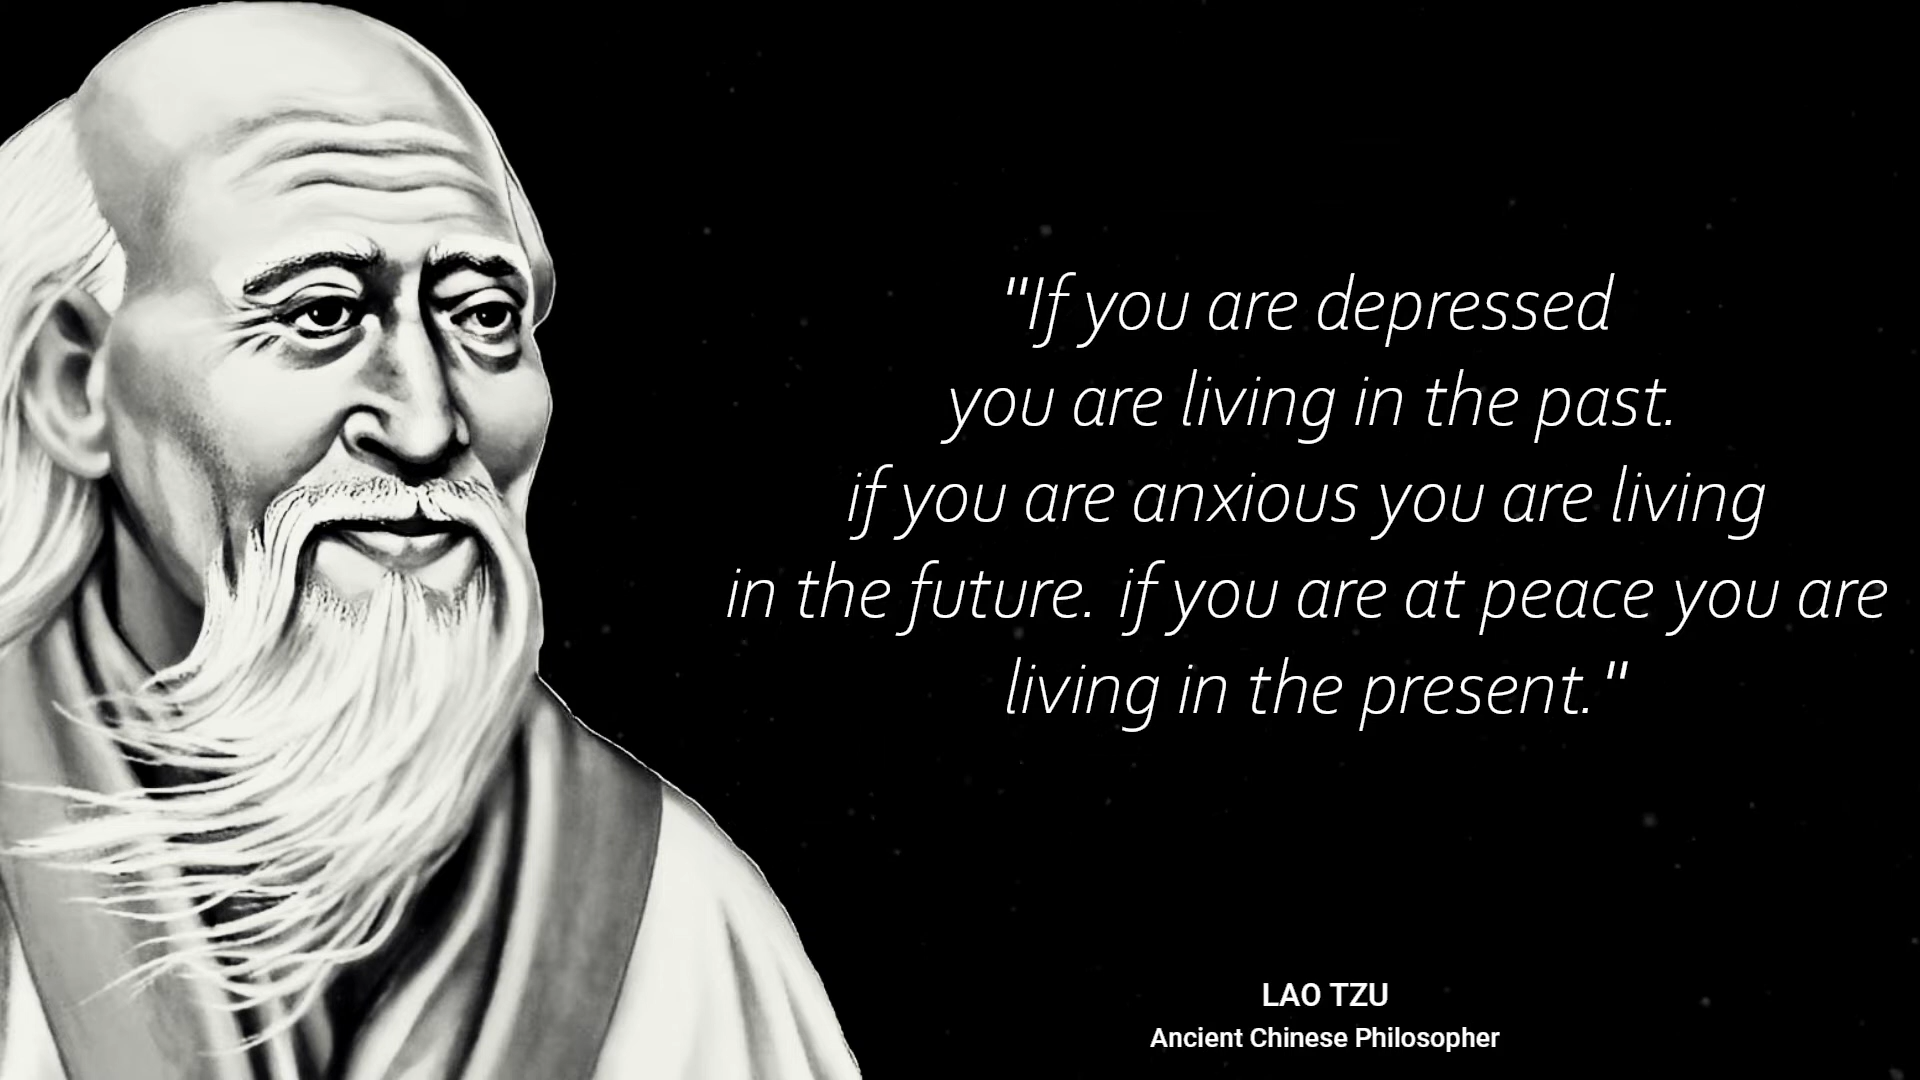 "If you are depressed
you are living in the past.
if you are anxious you are living
in the future. if you are at peace you are
living in the present."
LAO TZU
Ancient Chinese Philosopher